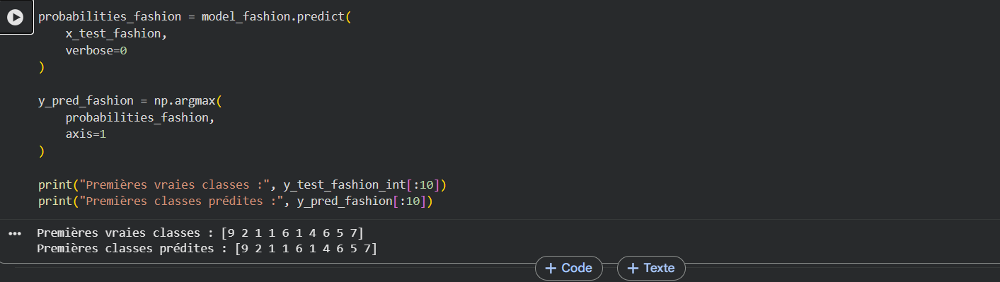 probabilities_fashion = model_fashion.predict(
    x_test_fashion,
    verbose=0
)

y_pred_fashion = np.argmax(
    probabilities_fashion,
    axis=1
)

print("Premières vraies classes :", y_test_fashion_int[:10])
print("Premières classes prédites :", y_pred_fashion[:10])
••• Premières vraies classes : [9 2 1 1 6 1 4 6 5 7]
Premières classes prédites : [9 2 1 1 6 1 4 6 5 7]
+ Code + Texte